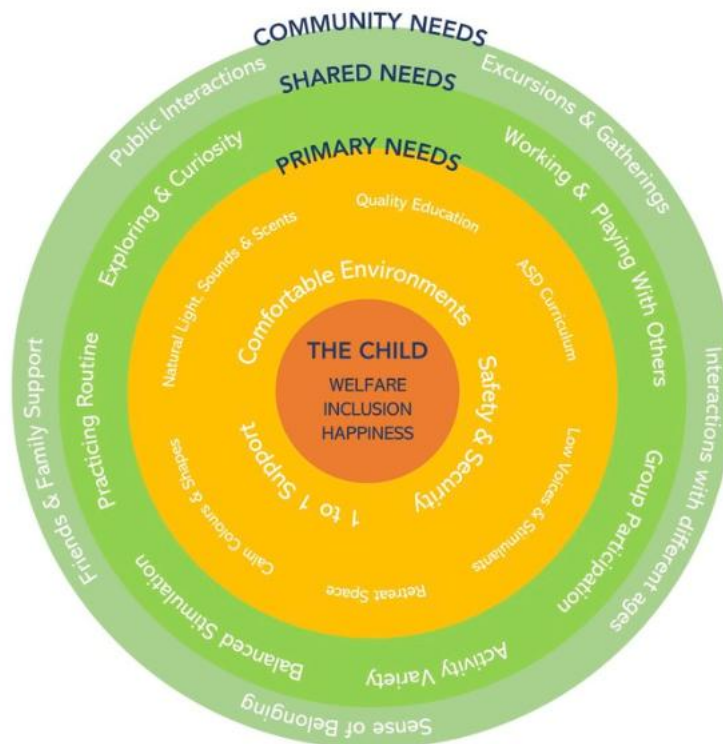 COMMUNITY NEEDS
Public Interactions
Excursions & Gatherings
Interactions with different ages
Sense of Belonging
Friends & Family Support
SHARED NEEDS
Exploring & Curiosity
Working & Playing With Others
Group Participation
Activity Variety
Balanced Stimulation
Practicing Routine
PRIMARY NEEDS
Natural Light, Sounds & Scents
Quality Education
ASD Curriculum
Low Voices & Stimulants
Retreat Space
Calm Colours & Shapes
Comfortable Environments
Safety & Security
1 to 1 Support
THE CHILD
WELFARE
INCLUSION
HAPPINESS